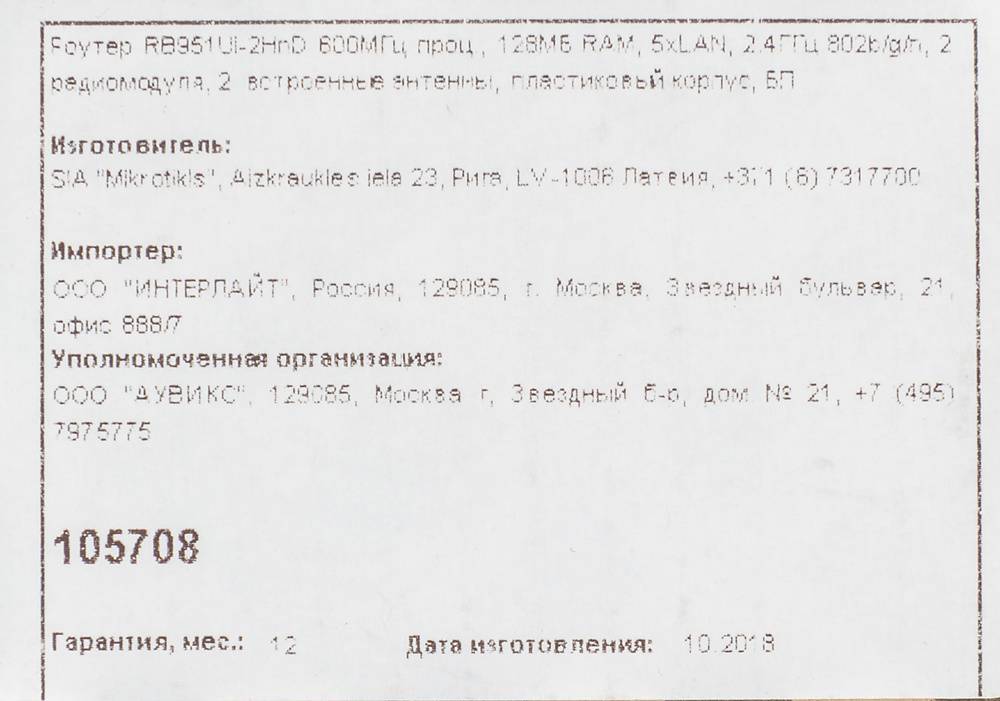 Роутер RB951Ui-2HnD 600МГц проц., 128МБ RAM, 5xLAN, 2.4ГГц 802b/g/n, 2
радиомодуля, 2 встроенные антенны, пластиковый корпус, БП
Изготовитель:
SIA "Mikrotikls", Aizkraukles iela 23, Рига, LV-1006 Латвия, +371 (6) 7317700
Импортер:
ООО "ИНТЕРЛАЙТ", Россия, 129085, г. Москва, Звездный бульвар, 21,
офис 888/7
Уполномоченная организация:
ООО "АУВИКС", 129085, Москва г, Звездный б-р, дом № 21, +7 (495)
7975775
105708
Гарантия, мес.: 12 Дата изготовления: 10.2018